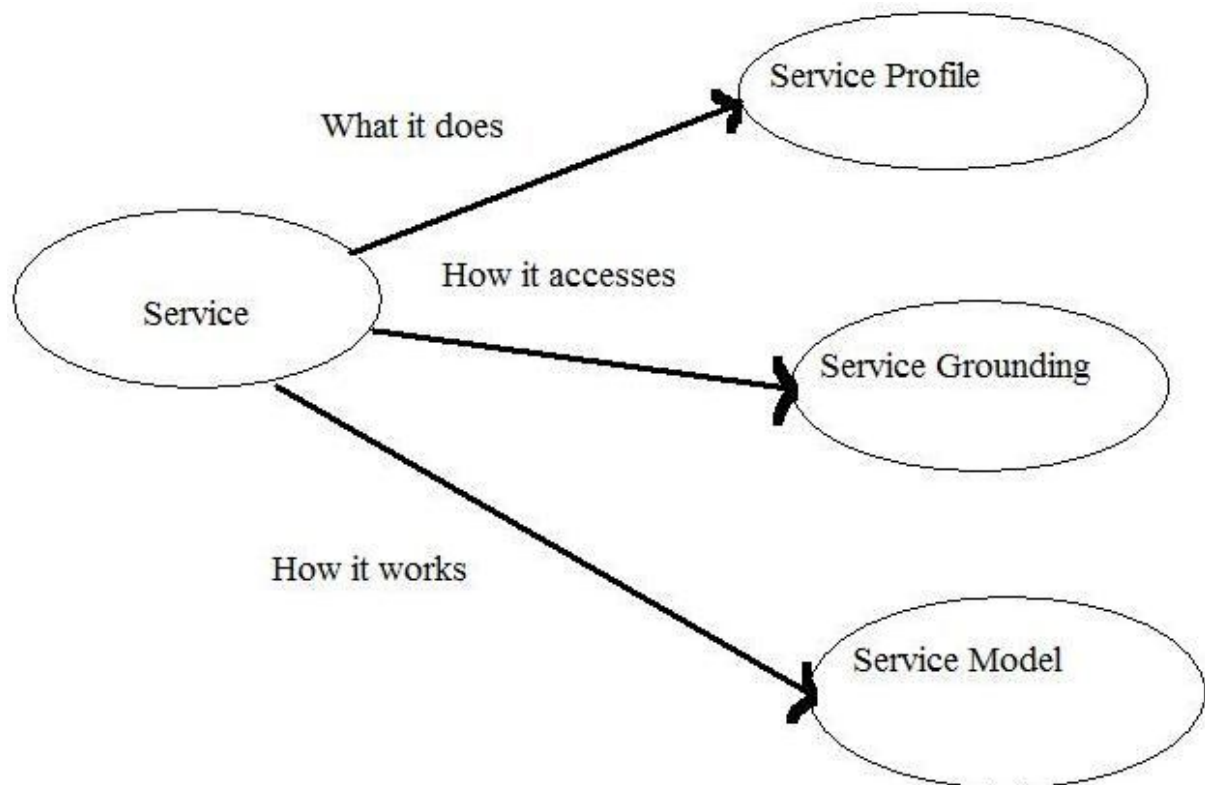 Service Profile
What it does
How it accesses
Service
Service Grounding
How it works
Service Model